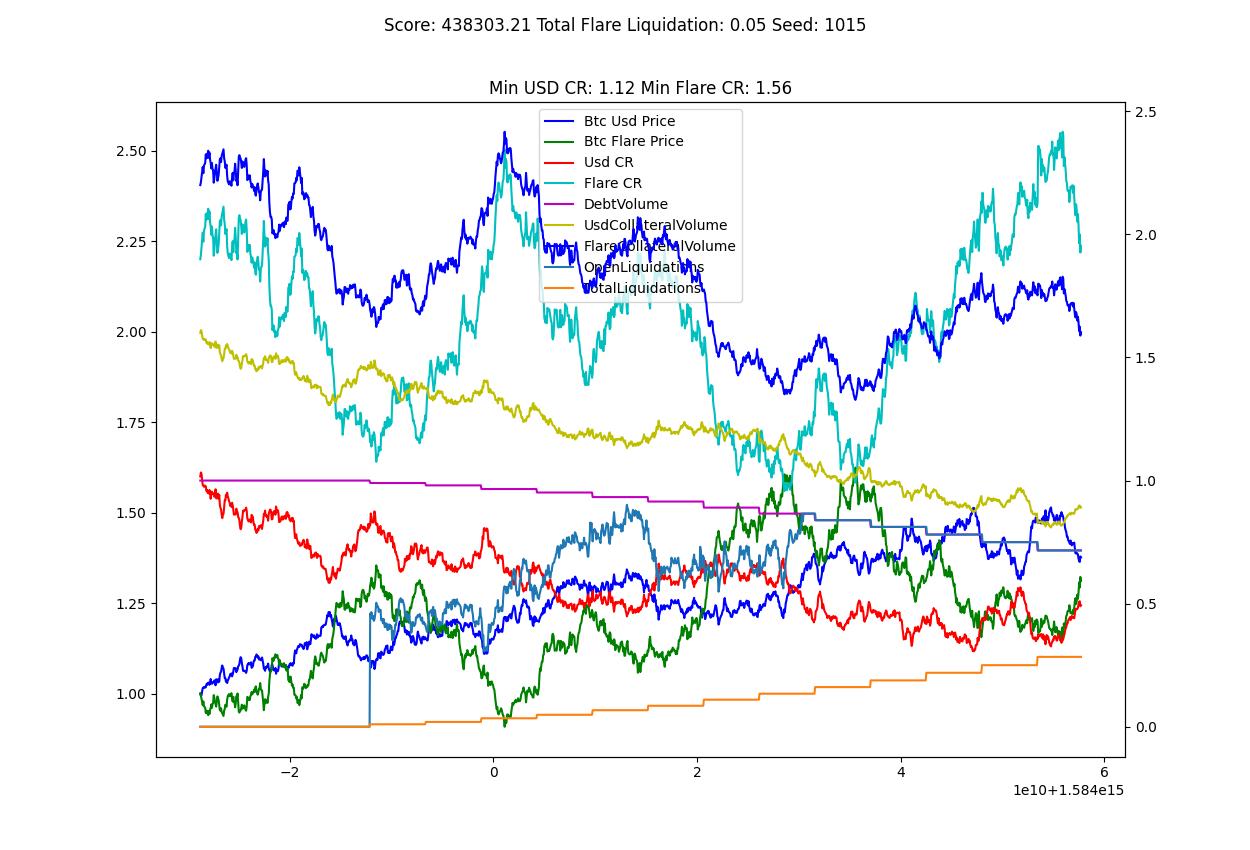 Score: 438303.21 Total Flare Liquidation: 0.05 Seed: 1015
Min USD CR: 1.12 Min Flare CR: 1.56
Btc Usd Price
Btc Flare Price
Usd CR
Flare CR
DebtVolume
UsdCollateralVolume
FlareCollateralVolume
OpenLiquidations
TotalLiquidations
2.50
2.25
2.00
1.75
1.50
1.25
1.00
2.5
2.0
1.5
1.0
0.5
0.0
−2 0 2 4 6
1e10+1.584e15